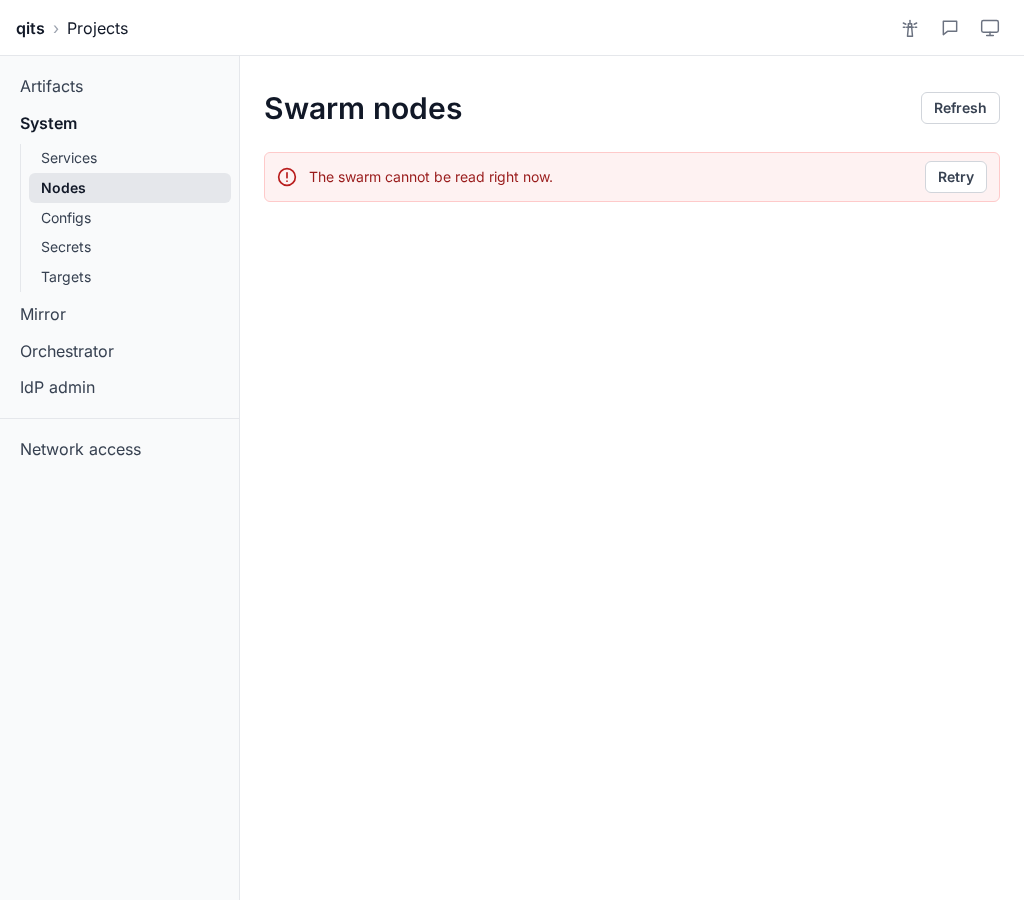 qits › Projects
Artifacts
System
Services
Nodes
Configs
Secrets
Targets
Mirror
Orchestrator
IdP admin
Network access
Swarm nodes
Refresh
The swarm cannot be read right now.
Retry